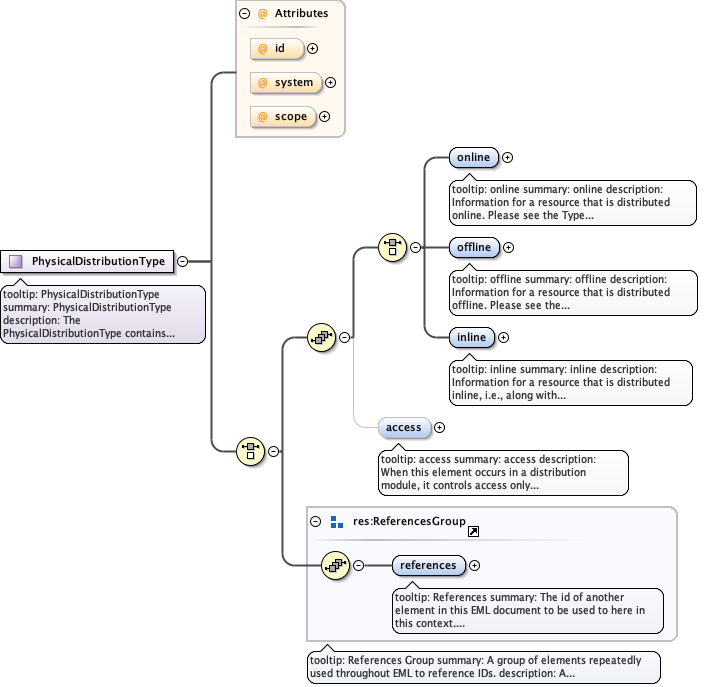 @ Attributes
@ id
@ system
@ scope
online
tooltip: online summary: online description:
Information for a resource that is distributed
online. Please see the Type...
offline
tooltip: offline summary: offline description:
Information for a resource that is distributed
offline. Please see the...
PhysicalDistributionType
tooltip: PhysicalDistributionType
summary: PhysicalDistributionType
description: The
PhysicalDistributionType contains...
inline
tooltip: inline summary: inline description:
Information for a resource that is distributed
inline, i.e., along with...
access
tooltip: access summary: access description:
When this element occurs in a distribution
module, it controls access only...
res:ReferencesGroup
references
tooltip: References summary: The id of another
element in this EML document to be used to here in
this context....
tooltip: References Group summary: A group of elements repeatedly
used throughout EML to reference IDs. description: A...